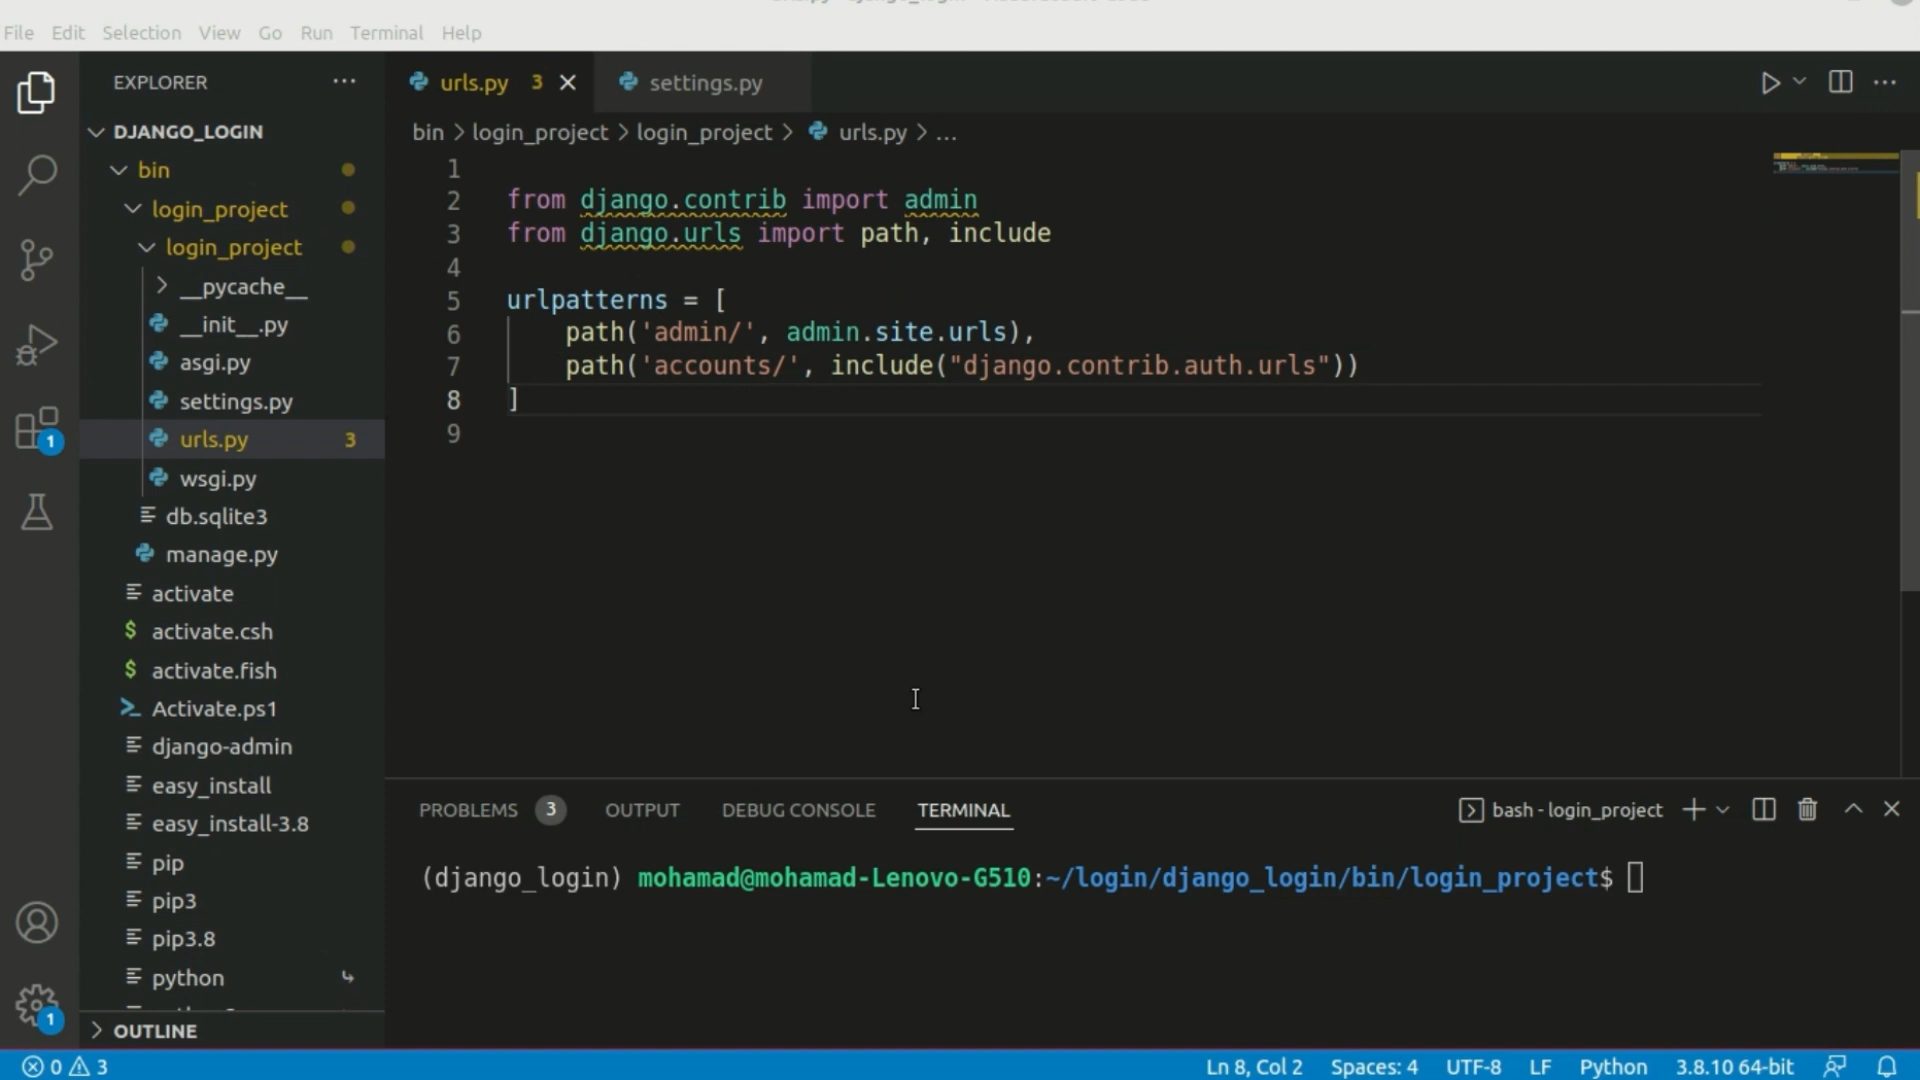 File Edit Selection View Go Run Terminal Help
EXPLORER
DJANGO_LOGIN
bin
login_project
login_project
__pycache__
__init__.py
asgi.py
settings.py
urls.py 3
wsgi.py
db.sqlite3
manage.py
activate
activate.csh
activate.fish
Activate.ps1
django-admin
easy_install
easy_install-3.8
pip
pip3
pip3.8
python
OUTLINE
1
1
urls.py 3 settings.py
bin > login_project > login_project > urls.py > ...
1
2 from django.contrib import admin
3 from django.urls import path, include
4
5 urlpatterns = [
6 path('admin/', admin.site.urls),
7 path('accounts/', include("django.contrib.auth.urls"))
8 ]
9
PROBLEMS 3 OUTPUT DEBUG CONSOLE TERMINAL bash - login_project
(django_login) mohamad@mohamad-Lenovo-G510:~/login/django_login/bin/login_project$
0 3 Ln 8, Col 2 Spaces: 4 UTF-8 LF Python 3.8.10 64-bit